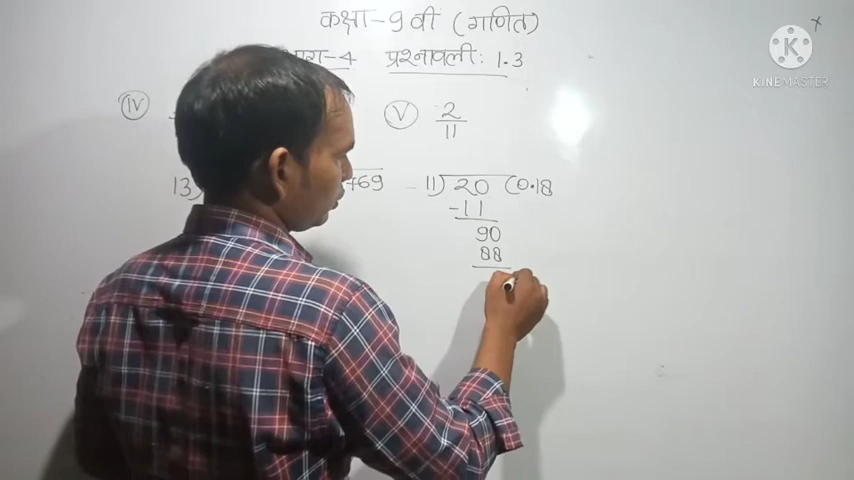 कक्षा-9वी (गणित)
भाग-4 प्रश्नावली: 1.3
K
KINEMASTER
(iv) (v) 2/11
13) 769 11) 20 (0.18
-11
90
88